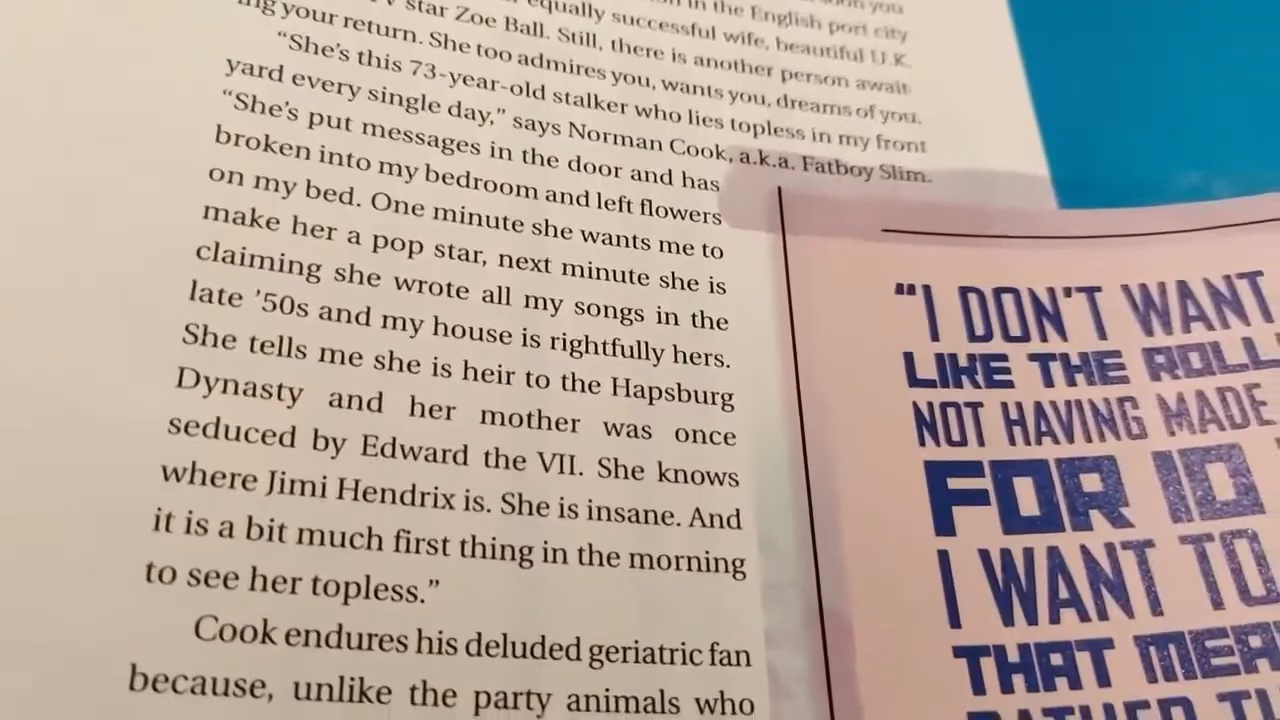 in the English port city
equally successful wife, beautiful U.K.
star Zoe Ball. Still, there is another person await-
ing your return. She too admires you, wants you, dreams of you.
“She’s this 73-year-old stalker who lies topless in my front
yard every single day,” says Norman Cook, a.k.a. Fatboy Slim.
“She’s put messages in the door and has
broken into my bedroom and left flowers
on my bed. One minute she wants me to
make her a pop star, next minute she is
claiming she wrote all my songs in the
late ’50s and my house is rightfully hers.
She tells me she is heir to the Hapsburg
Dynasty and her mother was once
seduced by Edward the VII. She knows
where Jimi Hendrix is. She is insane. And
it is a bit much first thing in the morning
to see her topless.”
Cook endures his deluded geriatric fan
because, unlike the party animals who
“I DON’T WANT
LIKE THE ROLL
NOT HAVING MADE
FOR 10
I WANT TO
THAT MEA